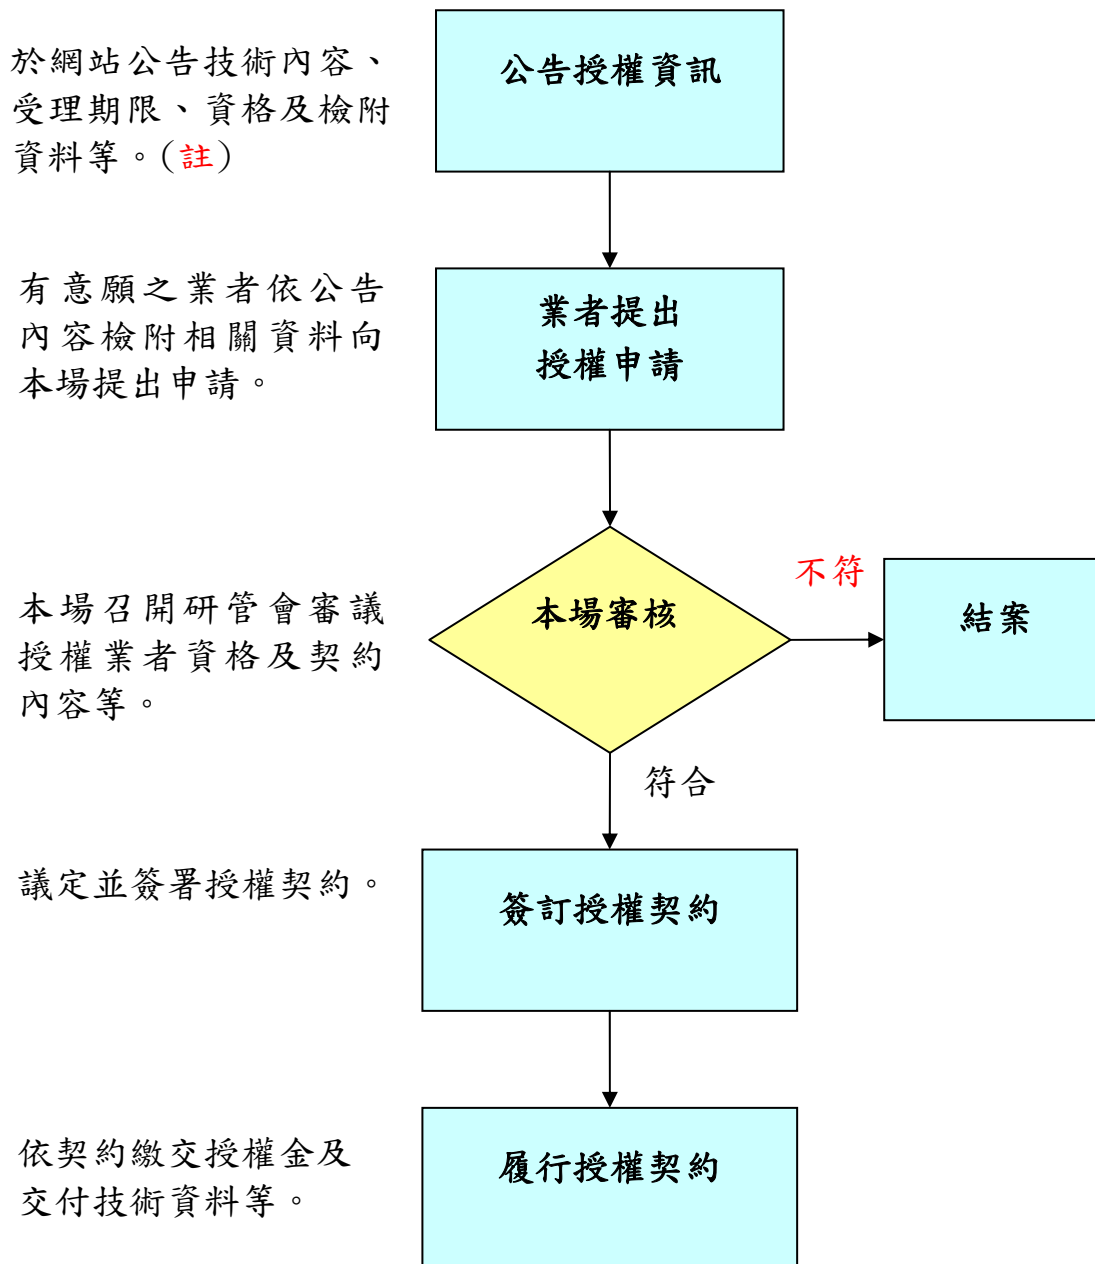 於網站公告技術內容、
受理期限、資格及檢附
資料等。(註)
公告授權資訊
有意願之業者依公告
內容檢附相關資料向
本場提出申請。
業者提出
授權申請
本場召開研管會審議
授權業者資格及契約
內容等。
本場審核
不符
結案
符合
議定並簽署授權契約。
簽訂授權契約
依契約繳交授權金及
交付技術資料等。
履行授權契約